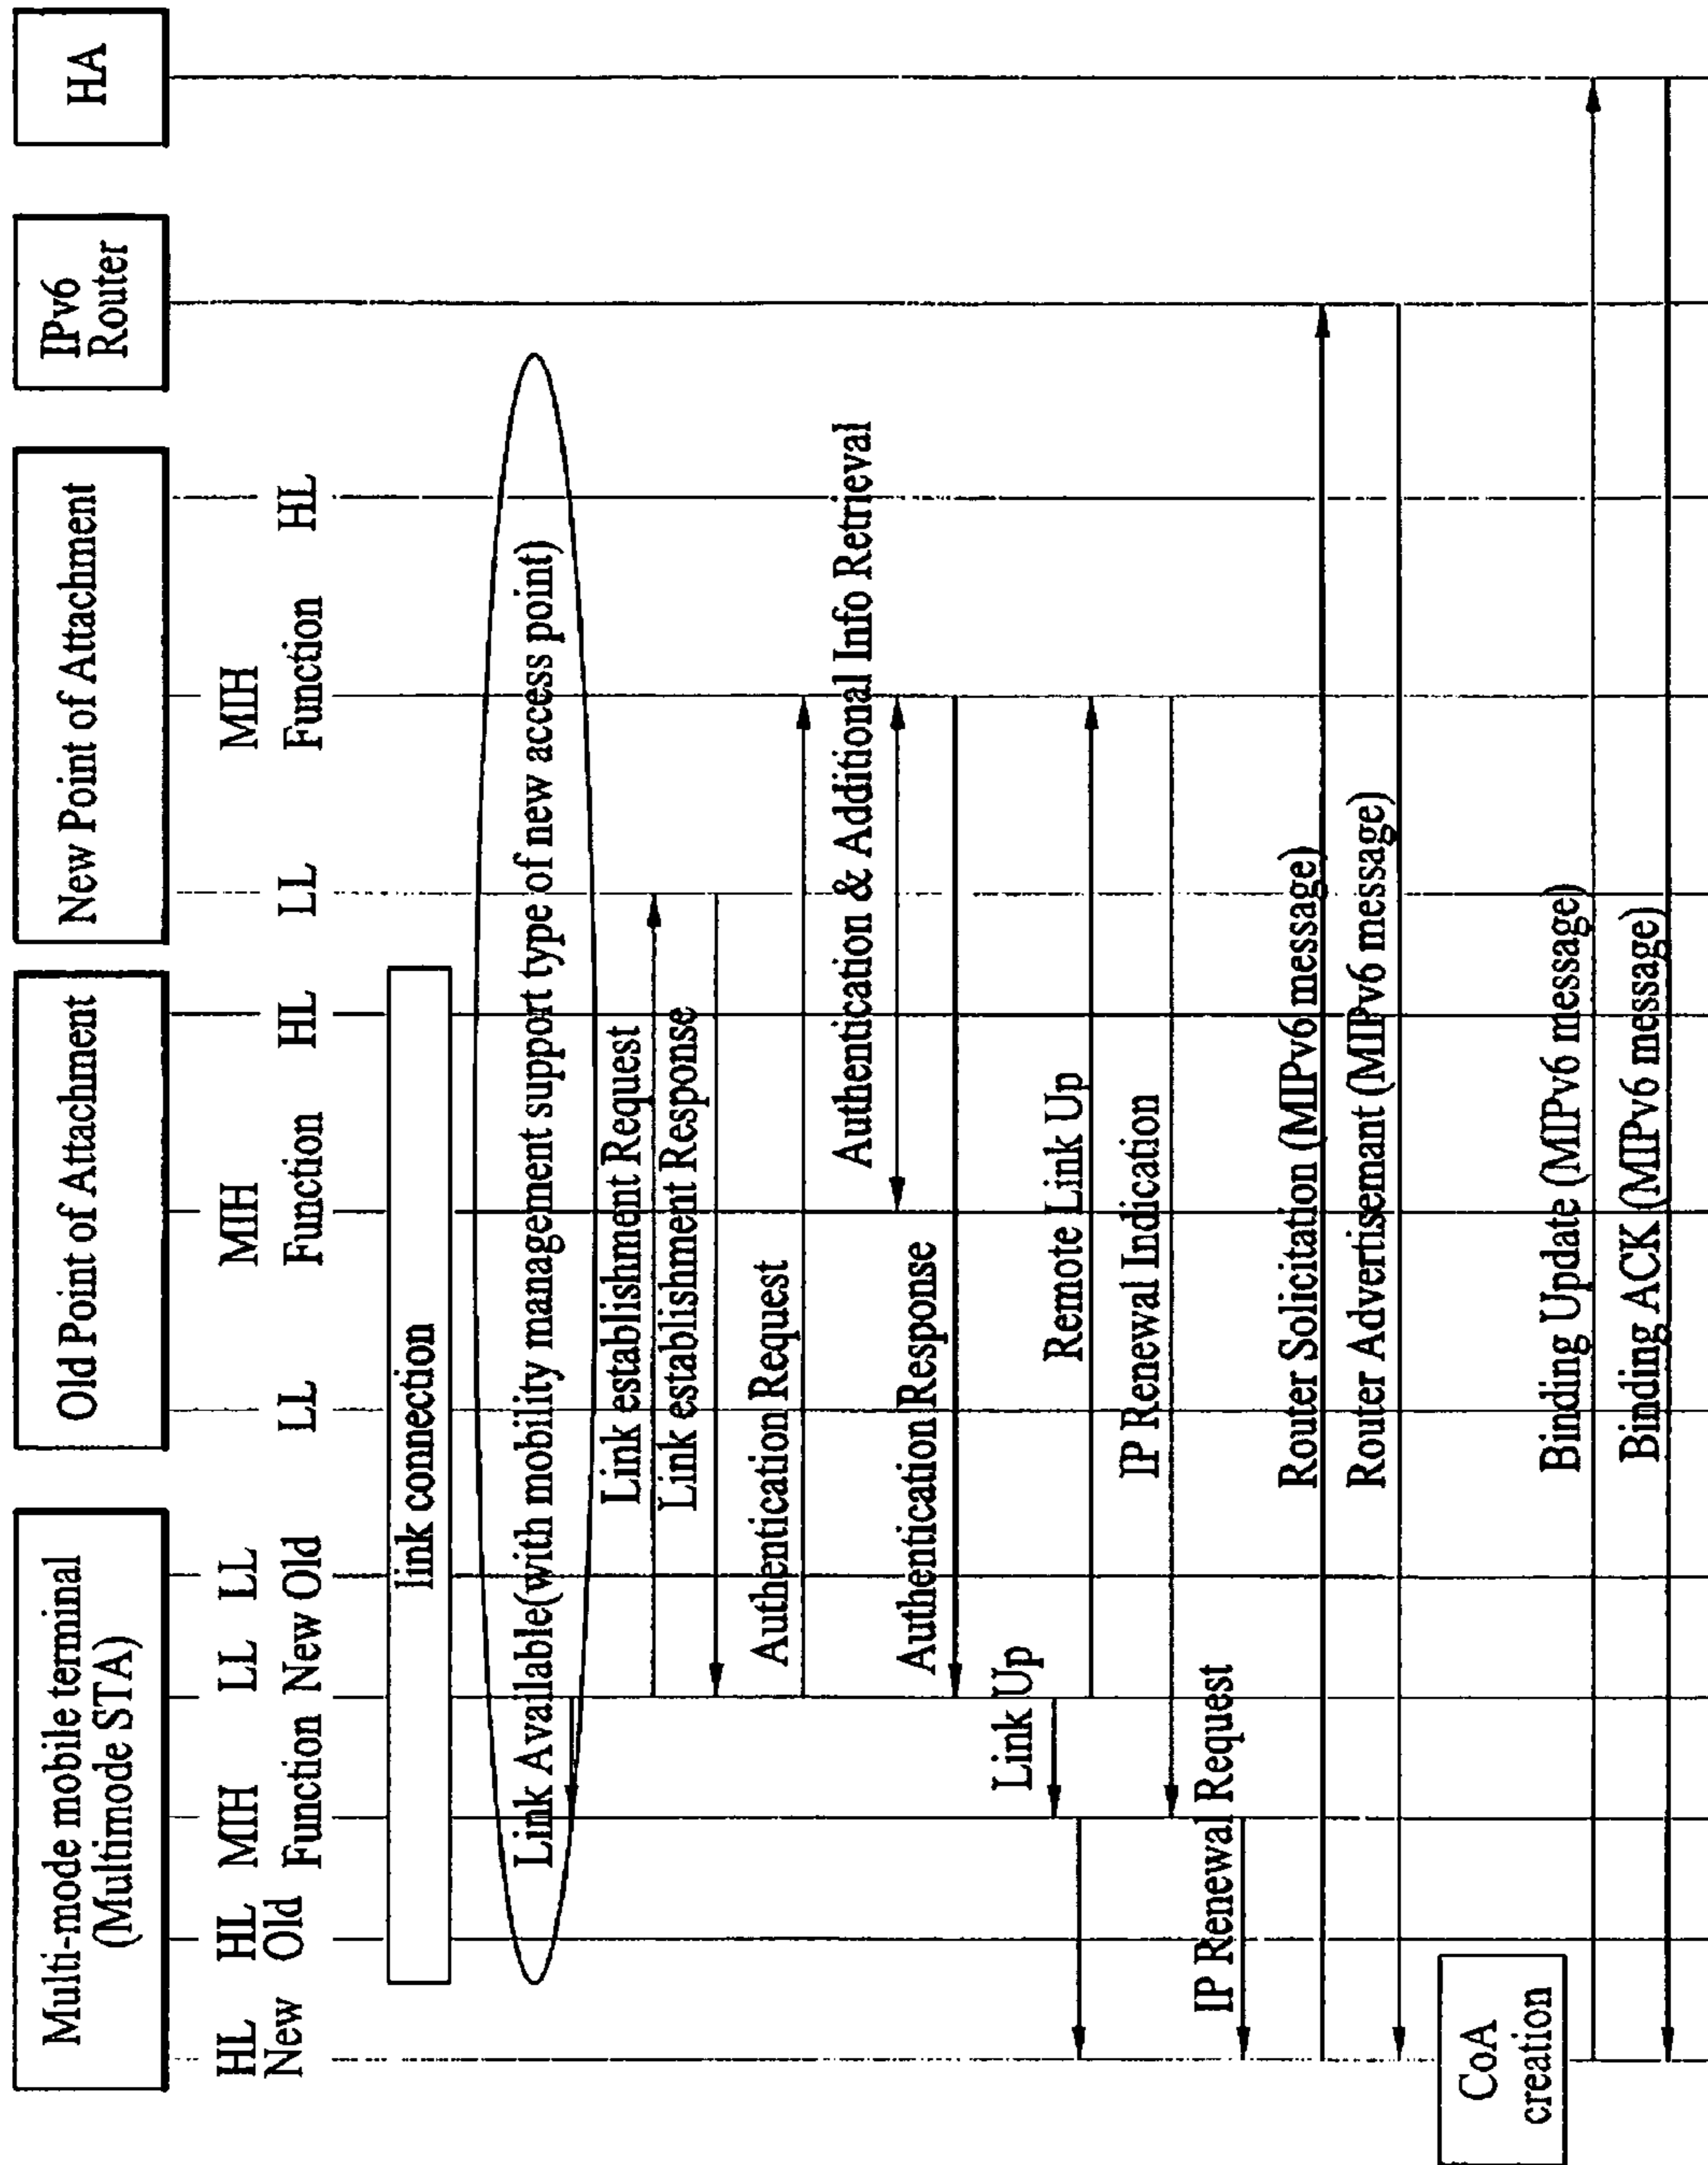 Multi-mode mobile terminal
(Multimode STA)
Old Point of Attachment
New Point of Attachment
IPv6
Router
HA
HL
New
HL
Old
MIH
Function
LL
New
LL
Old
LL
MIH
Function
HL
LL
MIH
Function
HL
link connection
Link Available(with mobility management support type of new access point)
Link establishment Request
Link establishment Response
Authentication Request
Authentication & Additional Info Retrieval
Authentication Response
Link Up
Remote Link Up
IP Renewal Indication
IP Renewal Request
Router Solicitation (MIPv6 message)
Router Advertisemant (MIPv6 message)
CoA
creation
Binding Update (MIPv6 message)
Binding ACK (MIPv6 message)